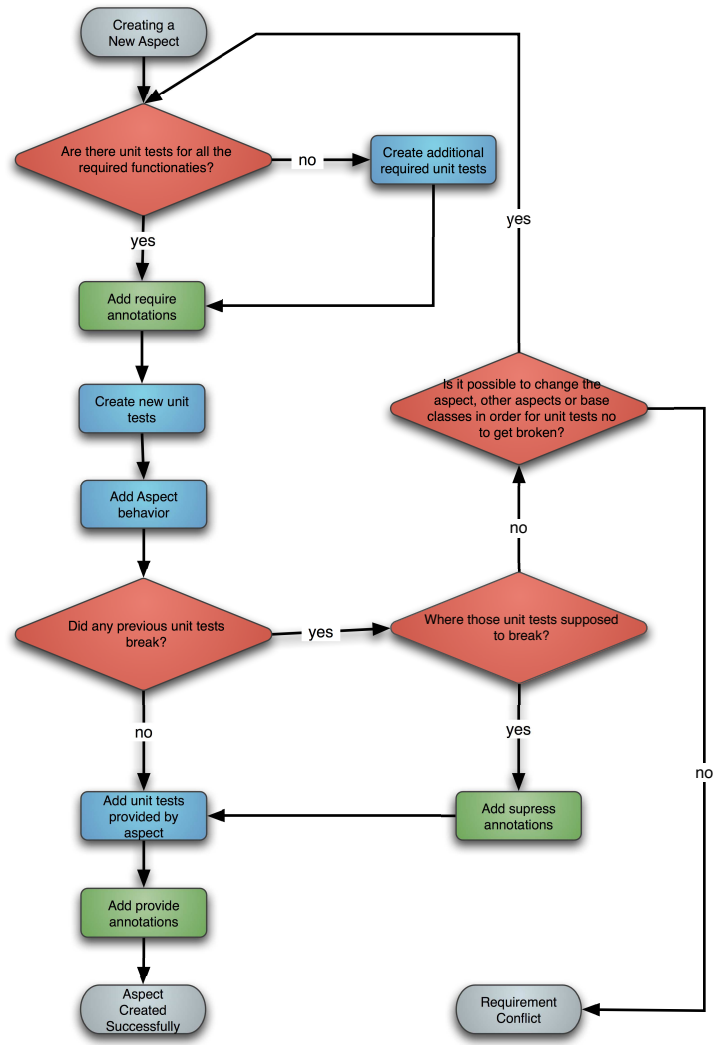 Creating a
New Aspect
Are there unit tests for all the
required functionaties?
no
Create additional
required unit tests
yes
yes
Add require
annotations
Create new unit
tests
Is it possible to change the
aspect, other aspects or base
classes in order for unit tests no
to get broken?
Add Aspect
behavior
no
Did any previous unit tests
break?
yes
Where those unit tests supposed
to break?
no
yes
no
Add unit tests
provided by
aspect
Add supress
annotations
Add provide
annotations
Aspect
Created
Successfully
Requirement
Conflict